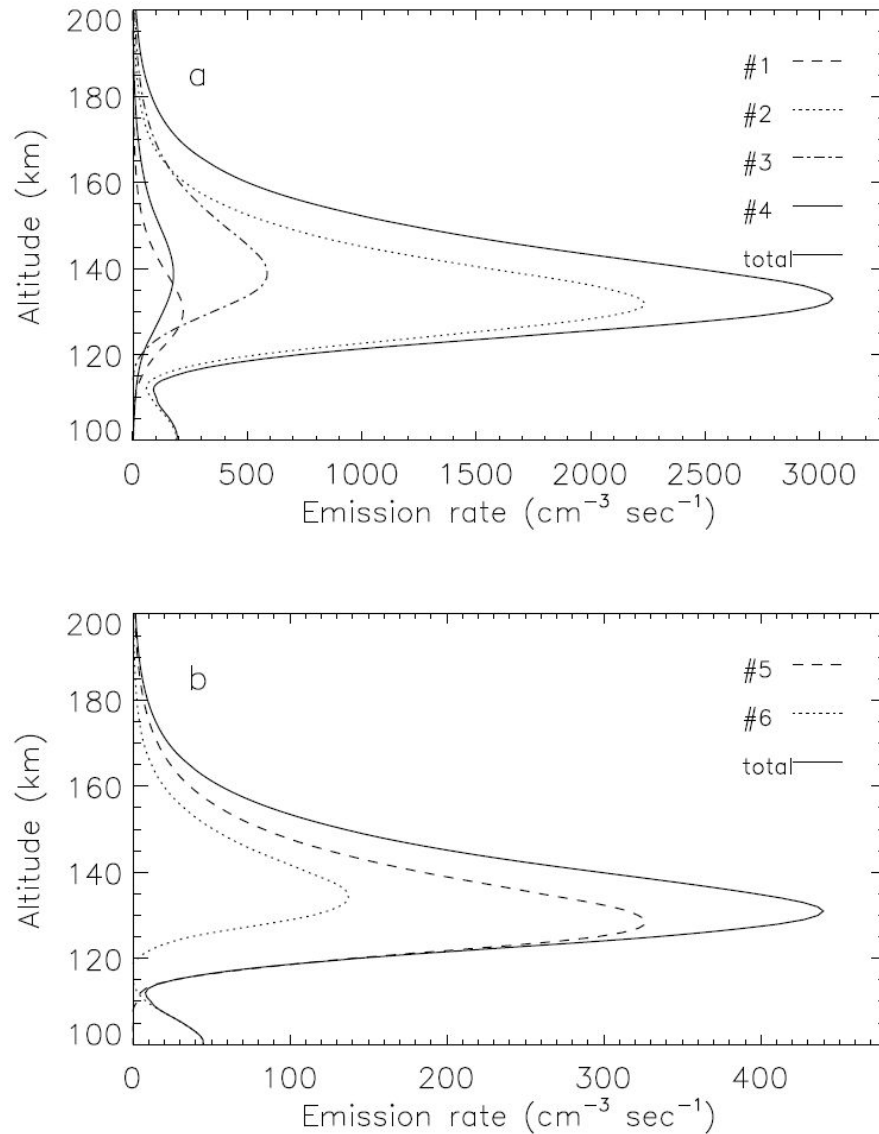 200
180
160
140
120
100
Altitude (km)
a
#1
#2
#3
#4
total
0 500 1000 1500 2000 2500 3000
Emission rate (cm⁻³ sec⁻¹)
200
180
160
140
120
100
Altitude (km)
b
#5
#6
total
0 100 200 300 400
Emission rate (cm⁻³ sec⁻¹)